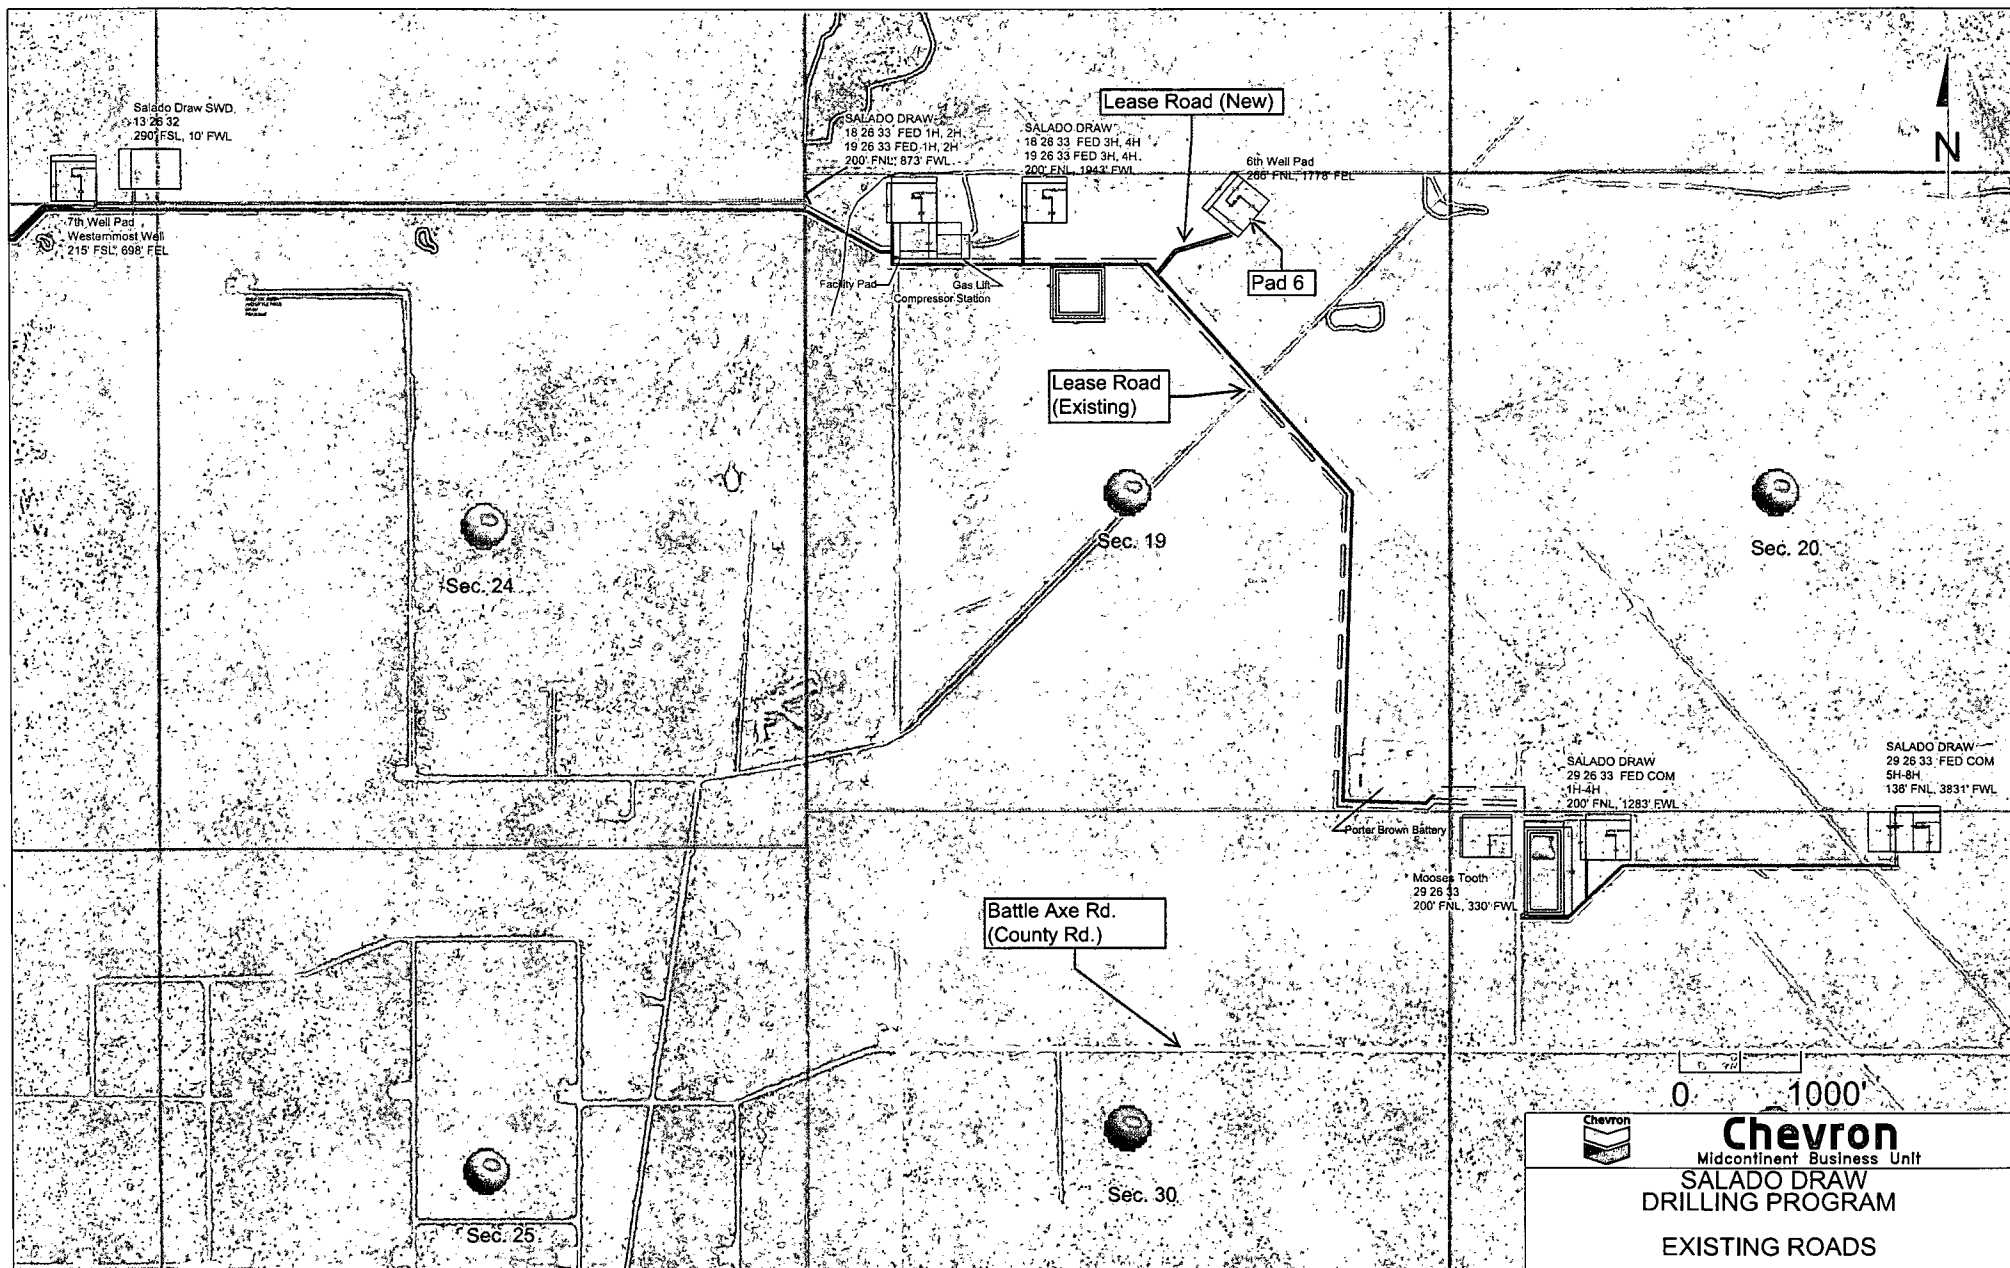 Salado Draw SWD
13 26 32
290' FSL, 10' FWL
SALADO DRAW
18 26 33 FED 1H, 2H
19 26 33 FED 1H, 2H
200' FNL, 873' FWL
SALADO DRAW
18 26 33 FED 3H, 4H
19 26 33 FED 3H, 4H
200' FNL, 1943' FWL
Lease Road (New)
6th Well Pad
266' FNL, 1778' FEL
N
7th Well Pad
Westernmost Well
215' FSL, 698' FEL
Facility Pad
Gas Lift
Compressor Station
Pad 6
Lease Road
(Existing)
Sec. 24
Sec. 19
Sec. 20
SALADO DRAW
29 26 33 FED COM
1H-4H
200' FNL, 1283' FWL
SALADO DRAW
29 26 33 FED COM
5H-8H
136' FNL, 3831' FWL
Porter Brown Battery
Mooses Tooth
29 26 33
200' FNL, 330' FWL
Battle Axe Rd.
(County Rd.)
Sec. 25
Sec. 30
0 1000'
Chevron
Chevron
Midcontinent Business Unit
SALADO DRAW
DRILLING PROGRAM
EXISTING ROADS